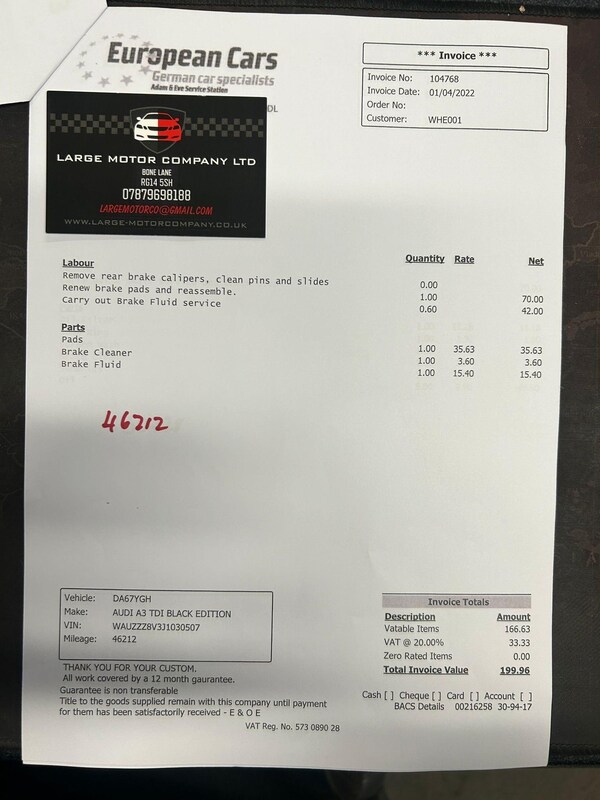 European Cars
German car specialists
Adam & Eve Service Station
DL
*** Invoice ***
Invoice No: 104768
Invoice Date: 01/04/2022
Order No:
Customer: WHE001
LARGE MOTOR COMPANY LTD
BONE LANE
RG14 5SH
07879698188
LARGEMOTORCO@GMAIL.COM
WWW.LARGE-MOTORCOMPANY.CO.UK
Labour Quantity Rate Net
Remove rear brake calipers, clean pins and slides 0.00
Renew brake pads and reassemble. 1.00 70.00
Carry out Brake Fluid service 0.60 42.00
Parts
Pads 1.00 35.63 35.63
Brake Cleaner 1.00 3.60 3.60
Brake Fluid 1.00 15.40 15.40
46212
Vehicle: DA67YGH
Make: AUDI A3 TDI BLACK EDITION
VIN: WAUZZZ8V3J1030507
Mileage: 46212
Invoice Totals
Description Amount
Vatable Items 166.63
VAT @ 20.00% 33.33
Zero Rated Items 0.00
Total Invoice Value 199.96
THANK YOU FOR YOUR CUSTOM.
All work covered by a 12 month gaurantee.
Guarantee is non transferable
Title to the goods supplied remain with this company until payment
for them has been satisfactorily received - E & O E
Cash [ ] Cheque [ ] Card [ ] Account [ ]
BACS Details 00216258 30-94-17
VAT Reg. No. 573 0890 28